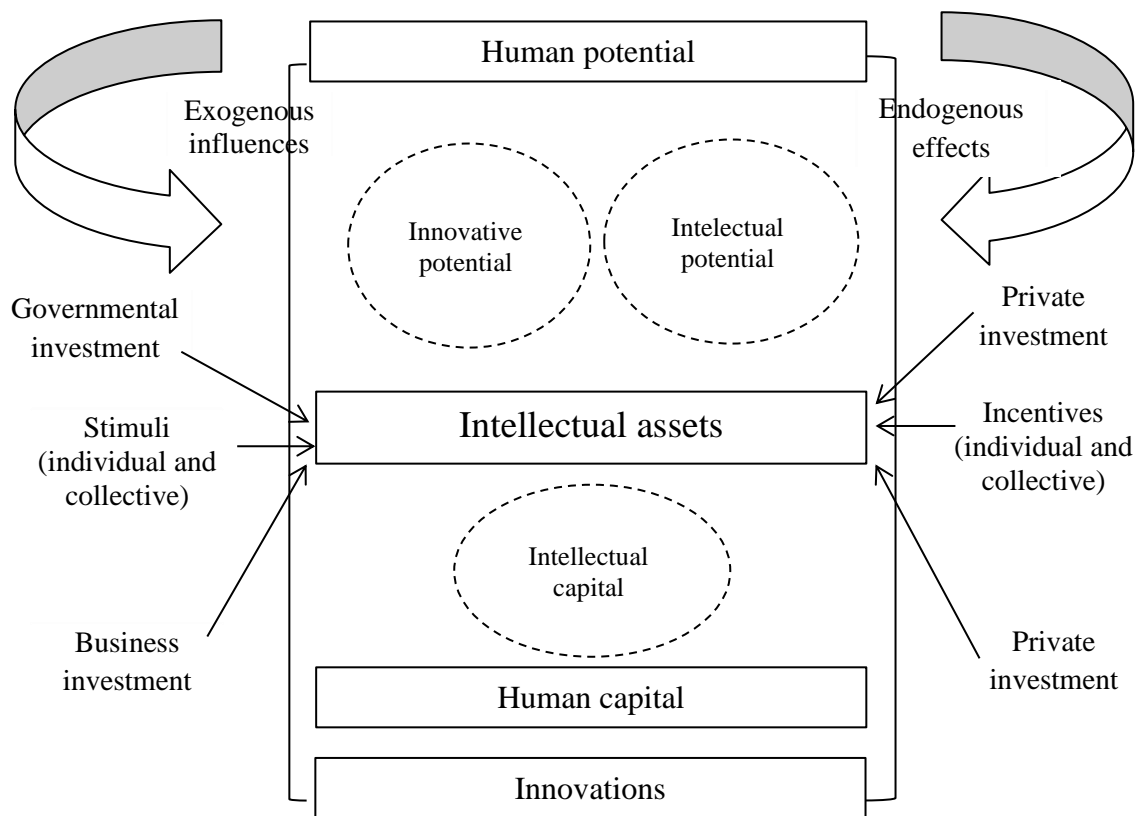 Human potential
Exogenous
influences
Endogenous
effects
Innovative
potential
Intelectual
potential
Governmental
investment
Private
investment
Intellectual assets
Stimuli
(individual and
collective)
Incentives
(individual and
collective)
Intellectual
capital
Business
investment
Private
investment
Human capital
Innovations